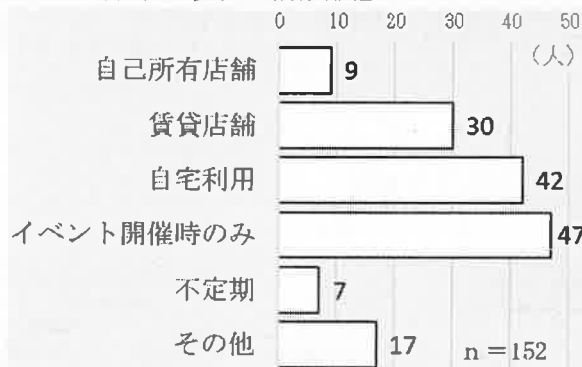 0 10 20 30 40 50
(人)
自己所有店舗 9
賃貸店舗 30
自宅利用 42
イベント開催時のみ 47
不定期 7
その他 17
n=152